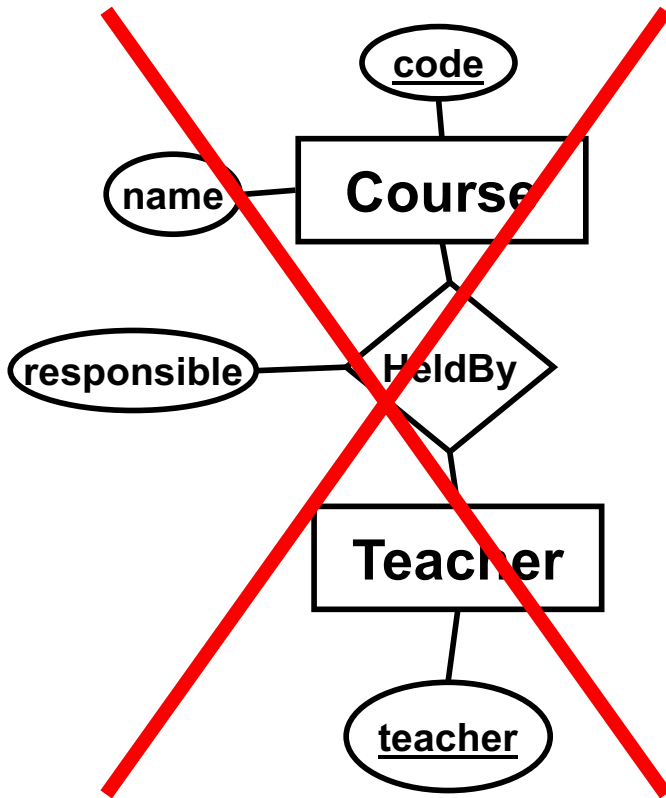 code
name
Course
responsible
HeldBy
Teacher
teacher